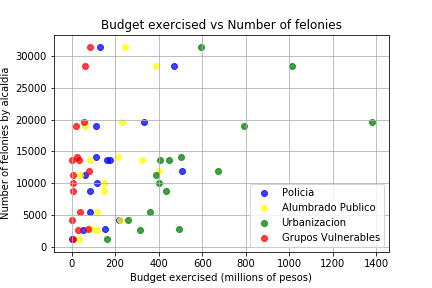 Budget exercised vs Number of felonies
Number of felonies by alcaldia
30000
25000
20000
15000
10000
5000
0
Policia
Alumbrado Publico
Urbanizacion
Grupos Vulnerables
0 200 400 600 800 1000 1200 1400
Budget exercised (millions of pesos)